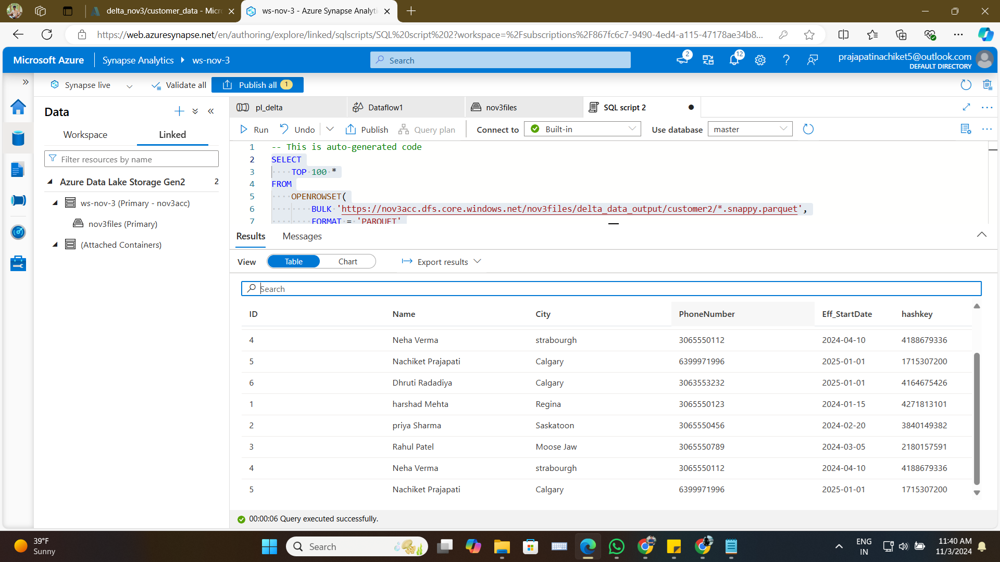 delta_nov3/customer_data - Micr
ws-nov-3 - Azure Synapse Analyti
https://web.azuresynapse.net/en/authoring/explore/linked/sqlscripts/SQL%20script%202?workspace=%2Fsubscriptions%2F867fc6c7-9490-4ed4-a115-47178ae34b8...
Microsoft Azure
Synapse Analytics
ws-nov-3
Search
2
12
prajapatinachiket5@outlook.com
DEFAULT DIRECTORY
Synapse live
Validate all
Publish all 1
Data
Workspace
Linked
Filter resources by name
Azure Data Lake Storage Gen2 2
ws-nov-3 (Primary - nov3acc)
nov3files (Primary)
(Attached Containers)
pl_delta
Dataflow1
nov3files
SQL script 2
Run
Undo
Publish
Query plan
Connect to
Built-in
Use database
master
1 -- This is auto-generated code
2 SELECT
3 TOP 100 *
4 FROM
5 OPENROWSET(
6 BULK 'https://nov3acc.dfs.core.windows.net/nov3files/delta_data_output/customer2/*.snappy.parquet',
7 FORMAT = 'PARQUET'
Results
Messages
View
Table
Chart
Export results
Search
ID Name City PhoneNumber Eff_StartDate hashkey
4 Neha Verma strabourgh 3065550112 2024-04-10 4188679336
5 Nachiket Prajapati Calgary 6399971996 2025-01-01 1715307200
6 Dhruti Radadiya Calgary 3063553232 2025-01-01 4164675426
1 harshad Mehta Regina 3065550123 2024-01-15 4271813101
2 priya Sharma Saskatoon 3065550456 2024-02-20 3840149382
3 Rahul Patel Moose Jaw 3065550789 2024-03-05 2180157591
4 Neha Verma strabourgh 3065550112 2024-04-10 4188679336
5 Nachiket Prajapati Calgary 6399971996 2025-01-01 1715307200
00:00:06 Query executed successfully.
39°F
Sunny
Search
ENG
IN
11:40 AM
11/3/2024